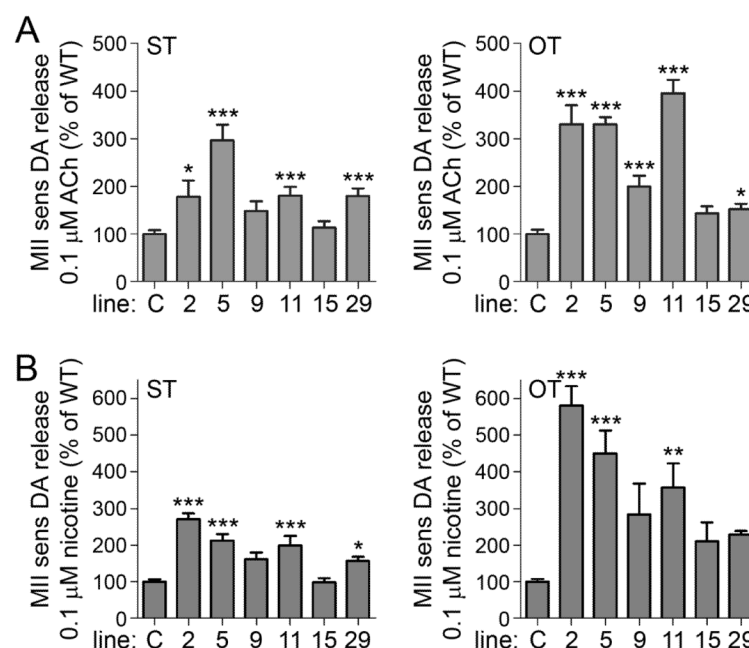 A
ST
MII sens DA release
0.1 μM ACh (% of WT)
500
400
300
200
100
0
* *** *** ***
line: C 2 5 9 11 15 29
OT
MII sens DA release
0.1 μM ACh (% of WT)
500
400
300
200
100
0
*** *** *** *** *
line: C 2 5 9 11 15 29
B
ST
MII sens DA release
0.1 μM nicotine (% of WT)
600
500
400
300
200
100
0
*** *** *** *
line: C 2 5 9 11 15 29
OT
MII sens DA release
0.1 μM nicotine (% of WT)
600
500
400
300
200
100
0
*** *** **
line: C 2 5 9 11 15 29